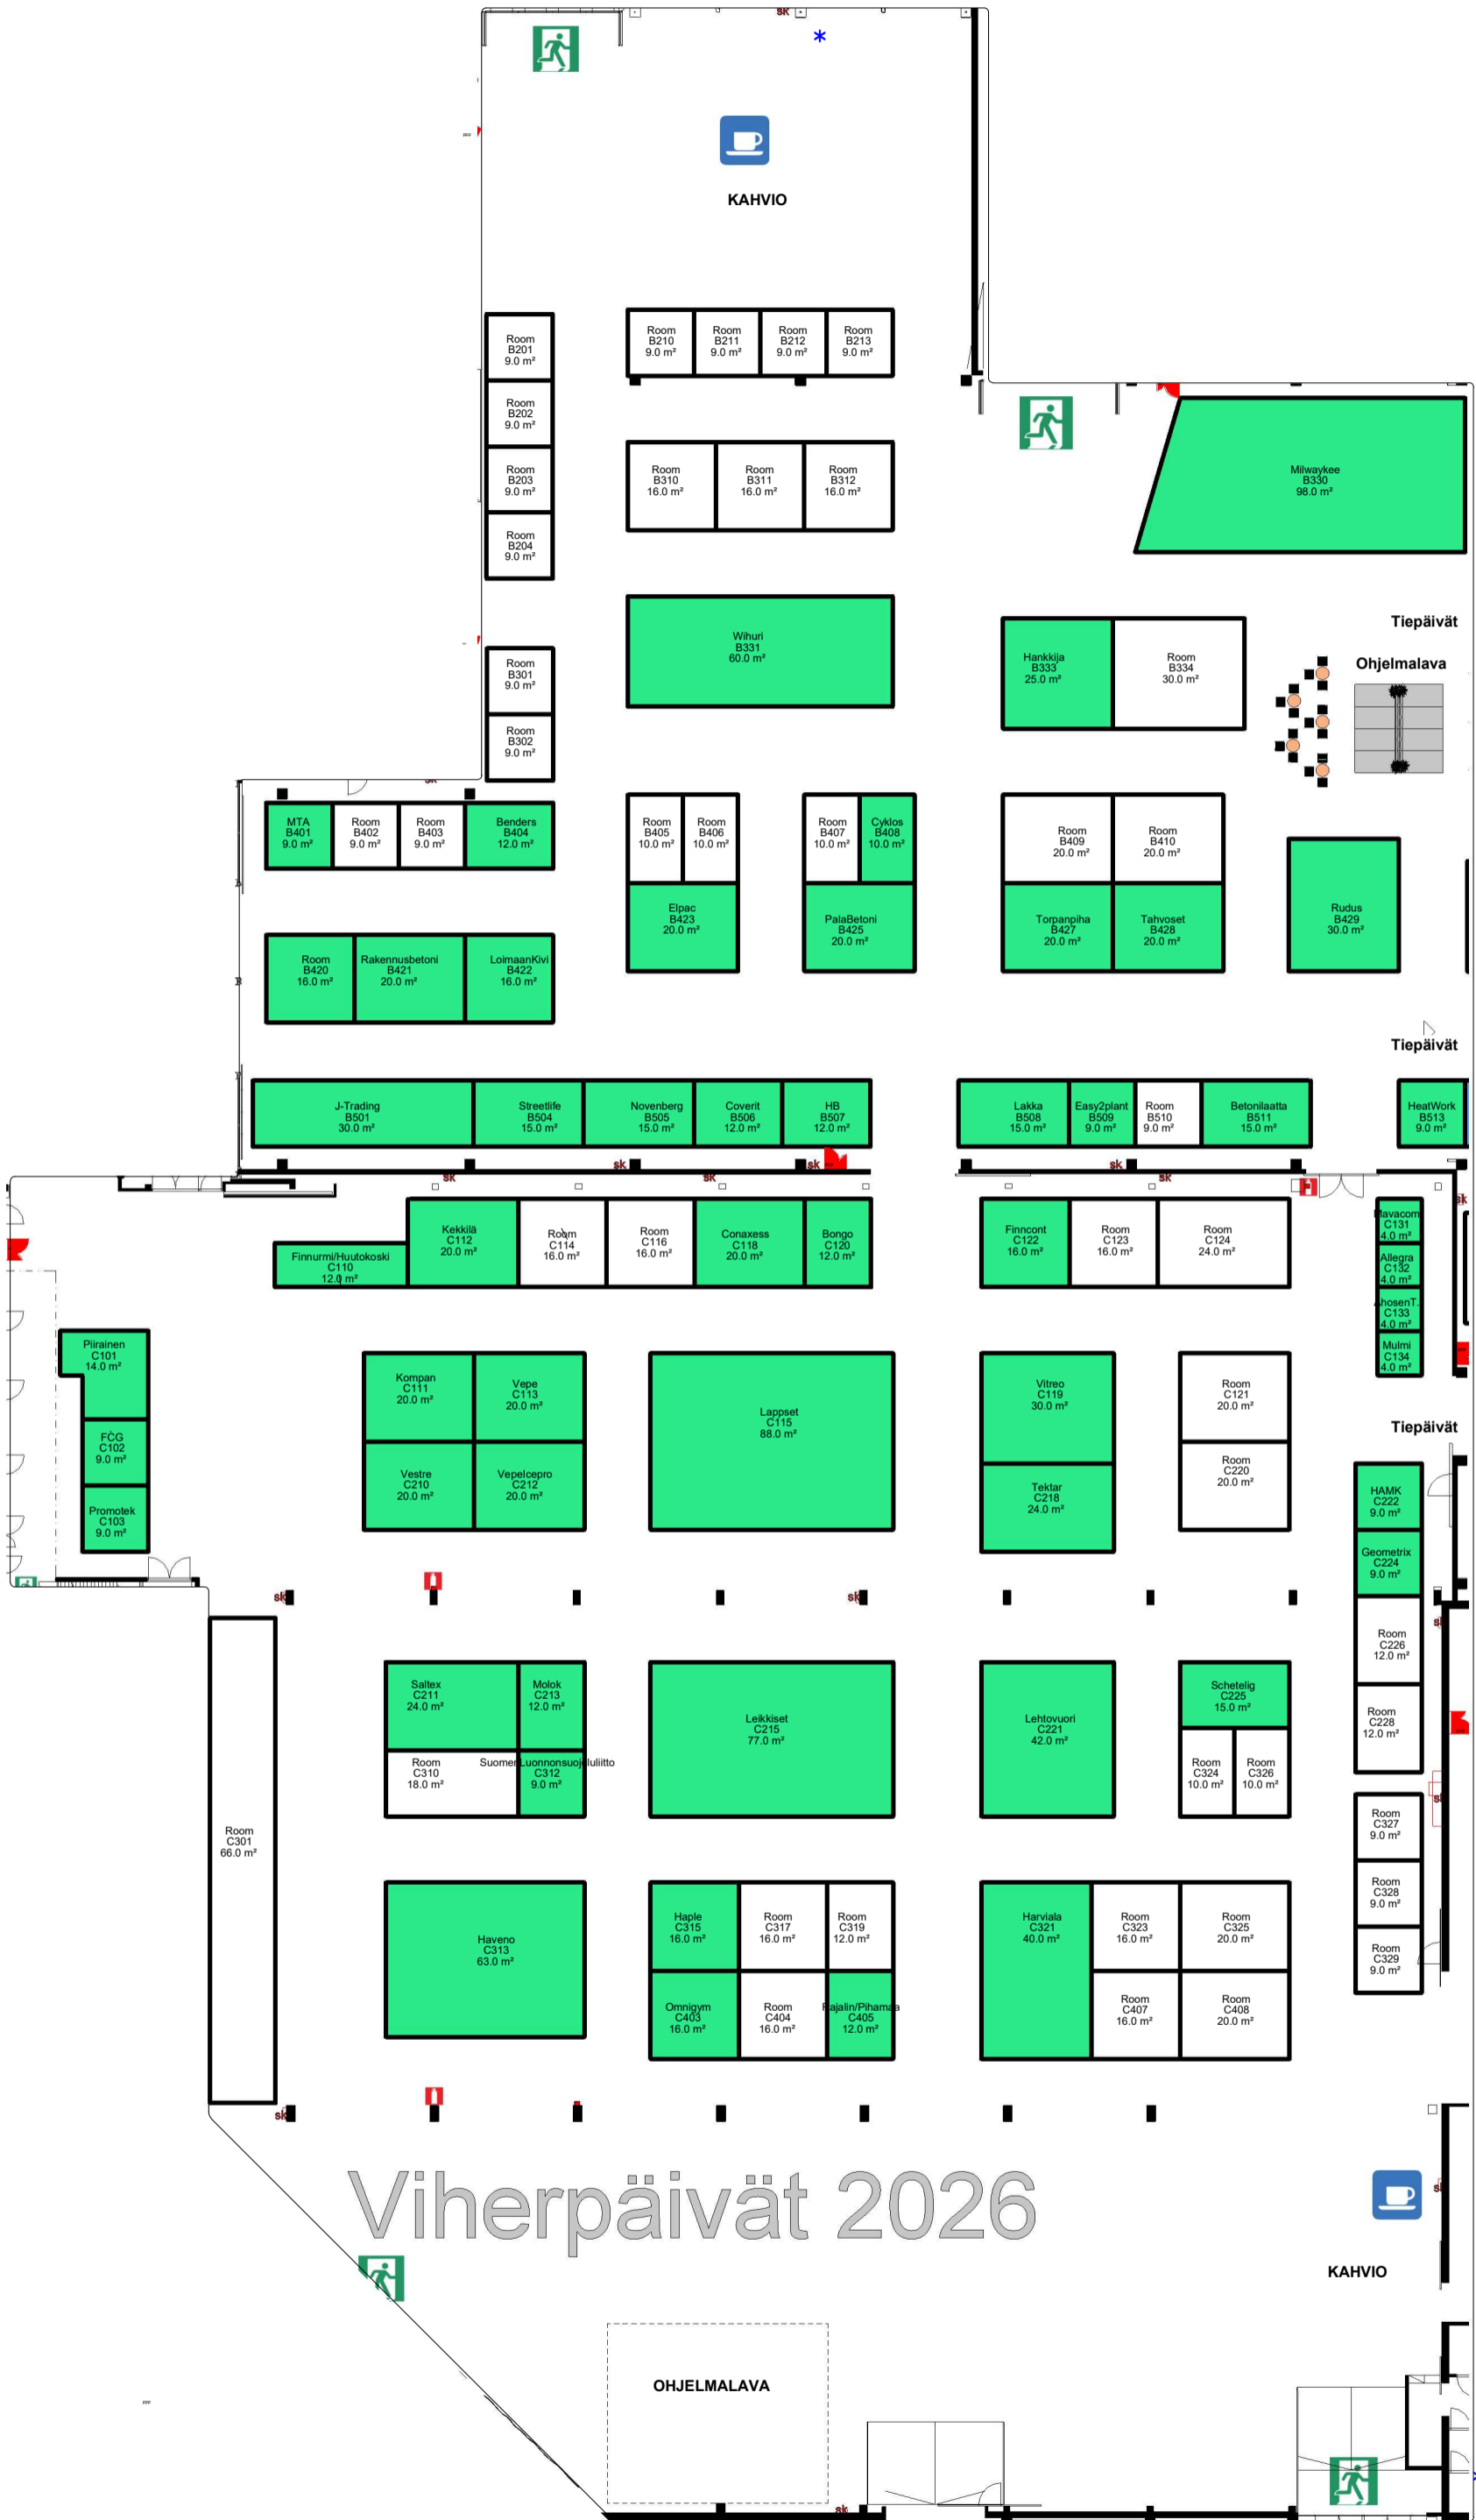 sk
KAHVIO
Room
B201
9.0 m²
Room
B202
9.0 m²
Room
B203
9.0 m²
Room
B204
9.0 m²
Room
B210
9.0 m²
Room
B211
9.0 m²
Room
B212
9.0 m²
Room
B213
9.0 m²
Room
B310
16.0 m²
Room
B311
16.0 m²
Room
B312
16.0 m²
Milwaykee
B330
98.0 m²
Wihuri
B331
60.0 m²
Hankkija
B333
25.0 m²
Room
B334
30.0 m²
Tiepäivät
Ohjelmalava
Room
B301
9.0 m²
Room
B302
9.0 m²
MTA
B401
9.0 m²
Room
B402
9.0 m²
Room
B403
9.0 m²
Benders
B404
12.0 m²
Room
B405
10.0 m²
Room
B406
10.0 m²
Room
B407
10.0 m²
Cyklos
B408
10.0 m²
Room
B409
20.0 m²
Room
B410
20.0 m²
Room
B420
16.0 m²
Rakennusbetoni
B421
20.0 m²
LoimaanKivi
B422
16.0 m²
Elpac
B423
20.0 m²
PalaBetoni
B425
20.0 m²
Torpanpiha
B427
20.0 m²
Tahvoset
B428
20.0 m²
Rudus
B429
30.0 m²
Tiepäivät
J-Trading
B501
30.0 m²
Streetlife
B504
15.0 m²
Novenberg
B505
15.0 m²
Coverit
B506
12.0 m²
HB
B507
12.0 m²
Lakka
B508
15.0 m²
Easy2plant
B509
9.0 m²
Room
B510
9.0 m²
Betonilaatta
B511
15.0 m²
HeatWork
B513
9.0 m²
sk
sk
sk
sk
sk
sk
sk
Finnurmi/Huutokoski
C110
12.0 m²
Kekkilä
C112
20.0 m²
Room
C114
16.0 m²
Room
C116
16.0 m²
Conaxess
C118
20.0 m²
Bongo
C120
12.0 m²
Finncont
C122
16.0 m²
Room
C123
16.0 m²
Room
C124
24.0 m²
C131
4.0 m²
Allegra
C132
4.0 m²
C133
4.0 m²
Mulmi
C134
4.0 m²
Piirainen
C101
14.0 m²
FCG
C102
9.0 m²
Promotek
C103
9.0 m²
Kompan
C111
20.0 m²
Vepe
C113
20.0 m²
Vestre
C210
20.0 m²
VepeIcepro
C212
20.0 m²
Lappset
C115
88.0 m²
Vitreo
C119
30.0 m²
Tektar
C218
24.0 m²
Room
C121
20.0 m²
Room
C220
20.0 m²
Tiepäivät
HAMK
C222
9.0 m²
Geometrix
C224
9.0 m²
Room
C226
12.0 m²
Room
C228
12.0 m²
sk
sk
Saltex
C211
24.0 m²
Molok
C213
12.0 m²
Room
C310
18.0 m²
Suomen Luonnonsuojeluliitto
C312
9.0 m²
Leikkiset
C215
77.0 m²
Lehtovuori
C221
42.0 m²
Schetelig
C225
15.0 m²
Room
C324
10.0 m²
Room
C326
10.0 m²
Room
C327
9.0 m²
Room
C328
9.0 m²
Room
C329
9.0 m²
Room
C301
66.0 m²
Haveno
C313
63.0 m²
Haple
C315
16.0 m²
Room
C317
16.0 m²
Room
C319
12.0 m²
Omnigym
C403
16.0 m²
Room
C404
16.0 m²
Rajalin/Pihamaa
C405
12.0 m²
Harviala
C321
40.0 m²
Room
C323
16.0 m²
Room
C325
20.0 m²
Room
C407
16.0 m²
Room
C408
20.0 m²
sk
Viherpäivät 2026
KAHVIO
OHJELMALAVA
sk